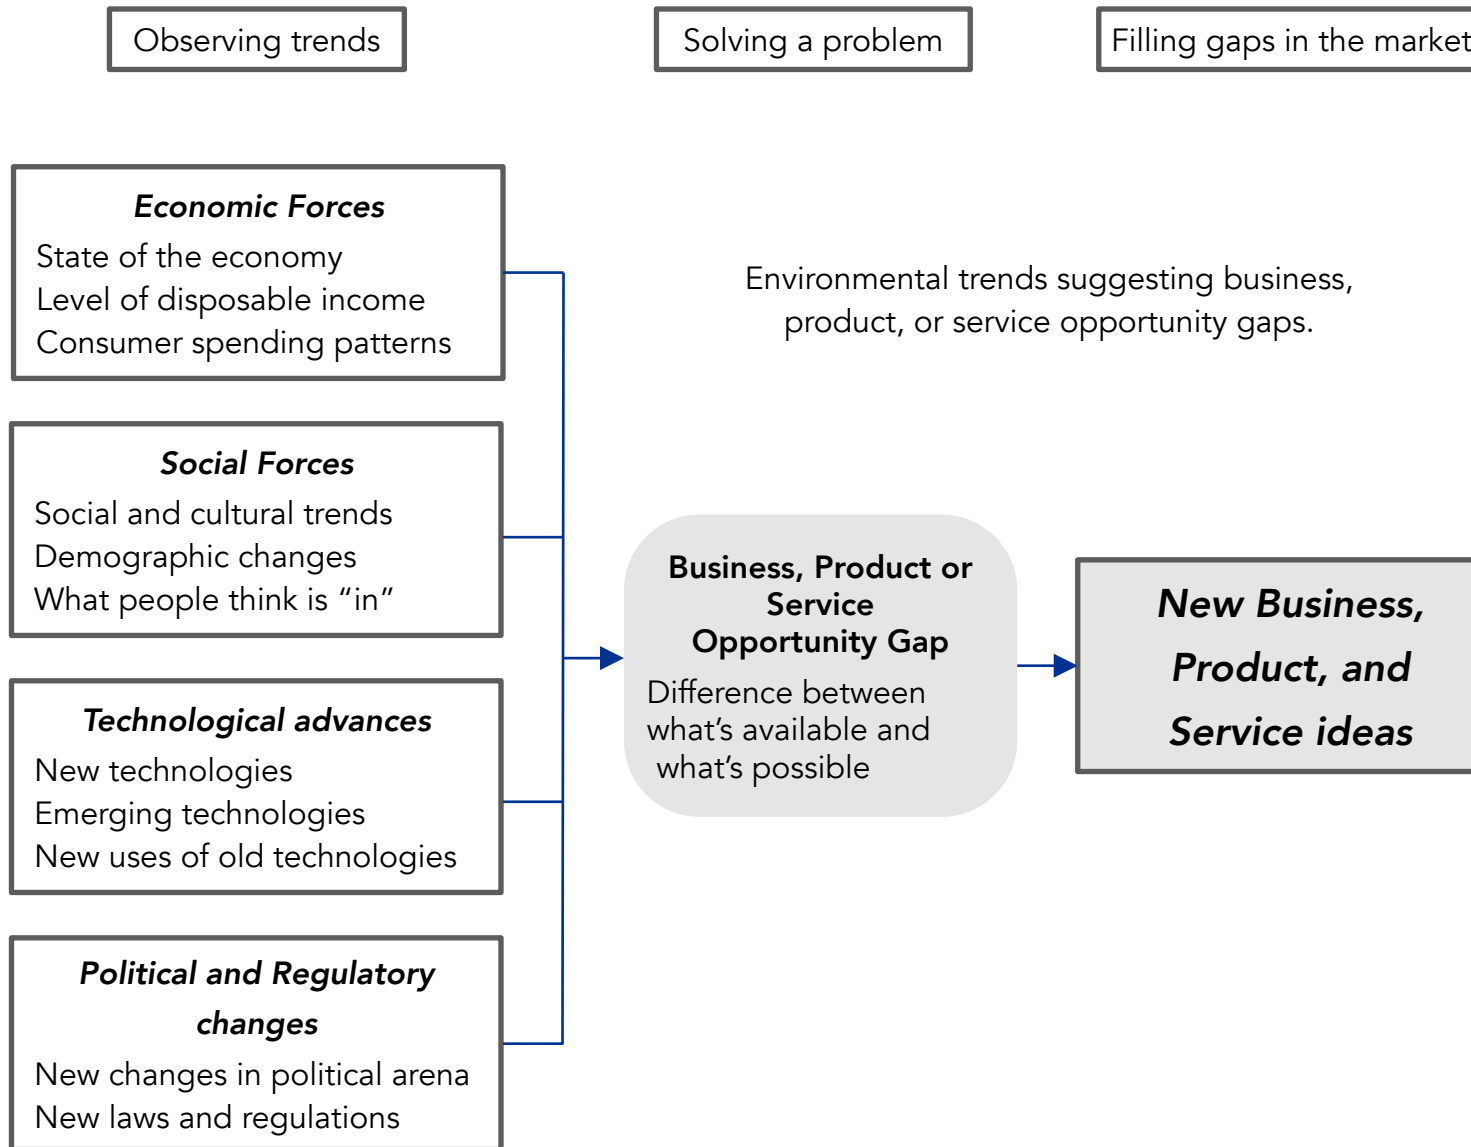 Observing trends
Solving a problem
Filling gaps in the market
Economic Forces
State of the economy
Level of disposable income
Consumer spending patterns
Environmental trends suggesting business,
product, or service opportunity gaps.
Social Forces
Social and cultural trends
Demographic changes
What people think is “in”
Technological advances
New technologies
Emerging technologies
New uses of old technologies
Political and Regulatory
changes
New changes in political arena
New laws and regulations
Business, Product or
Service
Opportunity Gap
Difference between
what’s available and
what’s possible
New Business,
Product, and
Service ideas